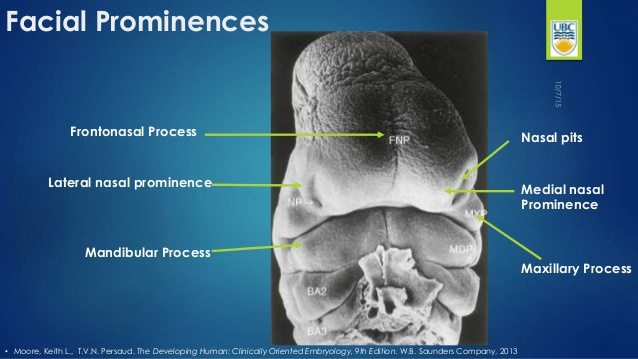 Facial Prominences
UBC
10/7/15
Frontonasal Process
FNP
Nasal pits
Lateral nasal prominence
NP→
Medial nasal
Prominence
MXP
Mandibular Process
MDP
Maxillary Process
BA2
BA3
• Moore, Keith L., T.V.N. Persaud. The Developing Human: Clinically Oriented Embryology, 9th Edition. W.B. Saunders Company, 2013